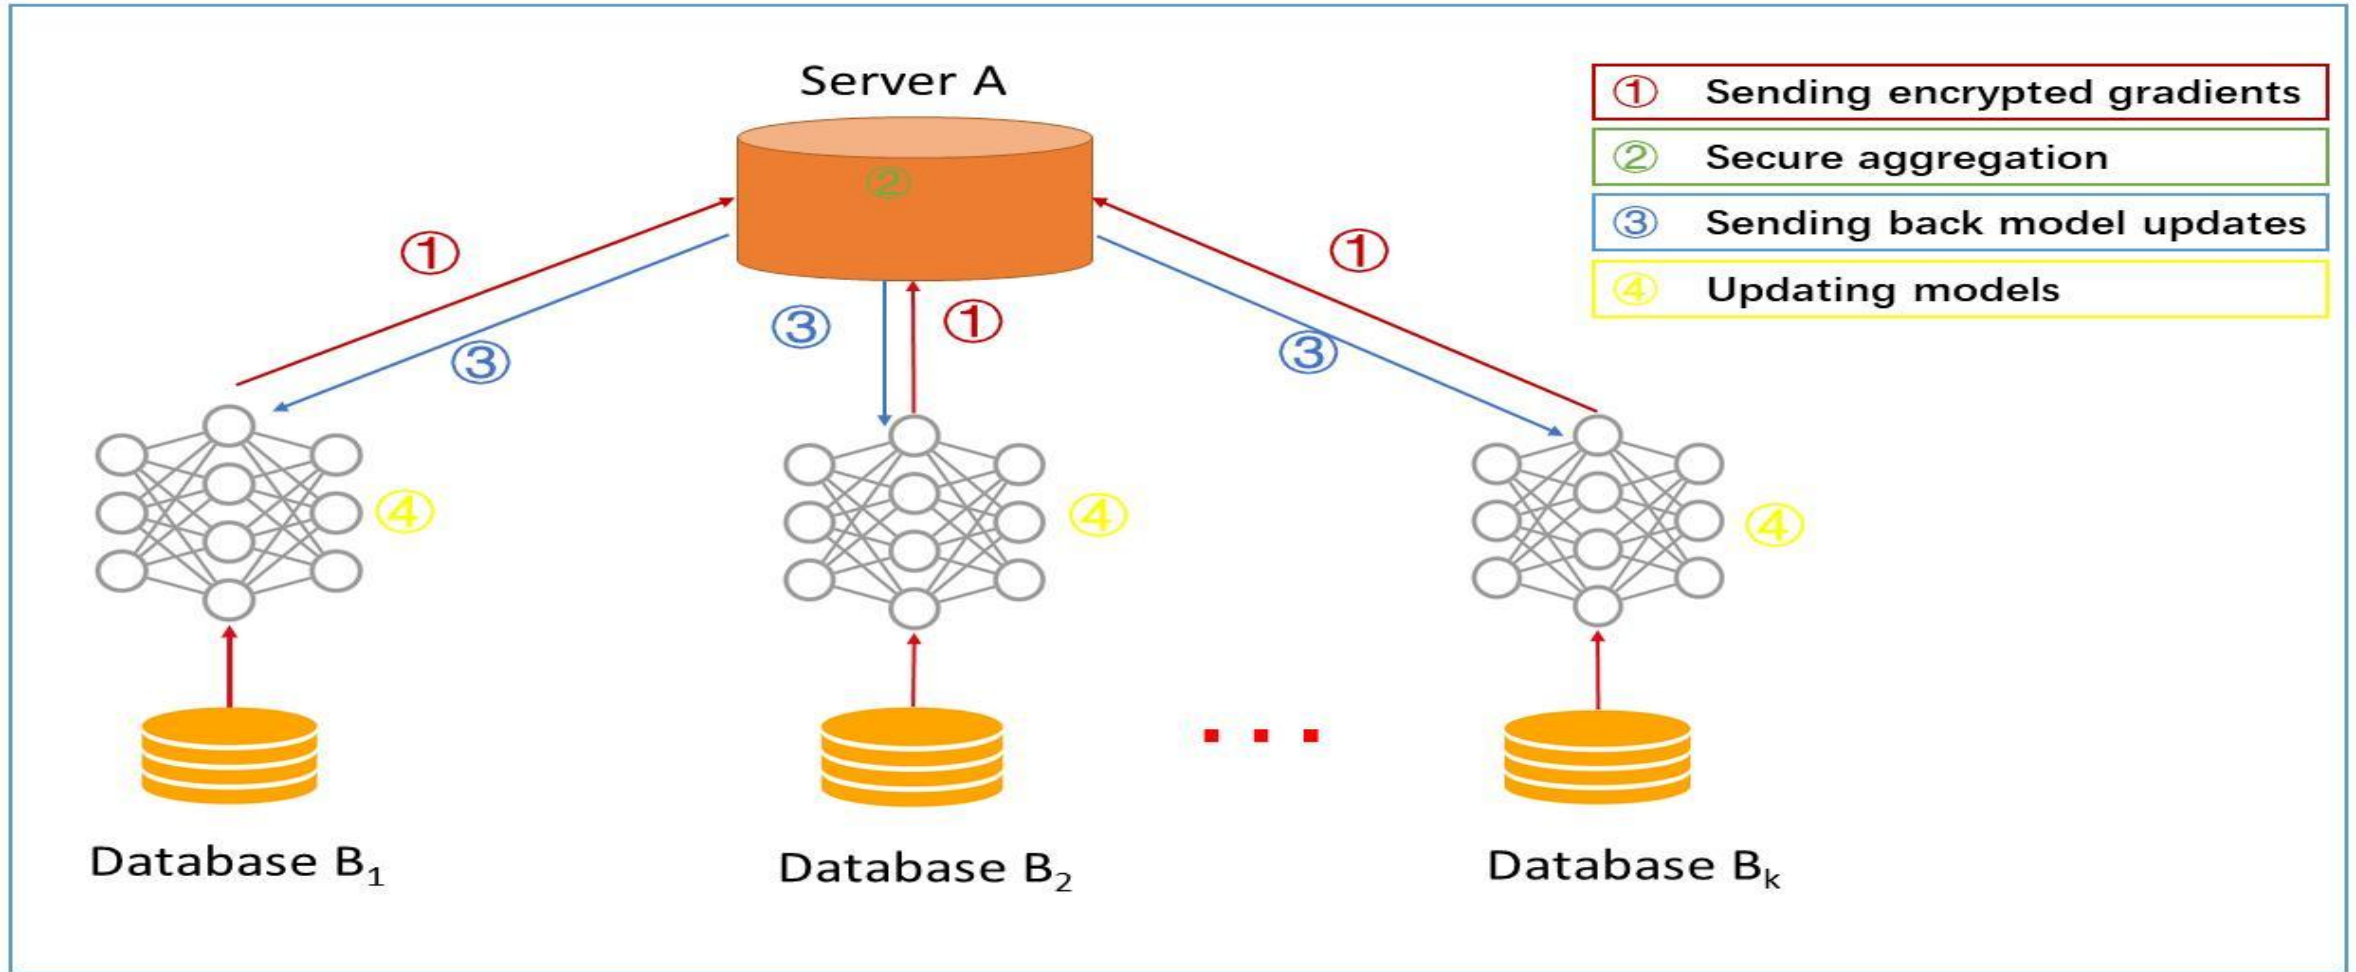 Server A
① Sending encrypted gradients
② Secure aggregation
③ Sending back model updates
④ Updating models
②
① ①
③ ① ③ ③
④ ④ ④
Database B₁ Database B₂ Database Bₖ